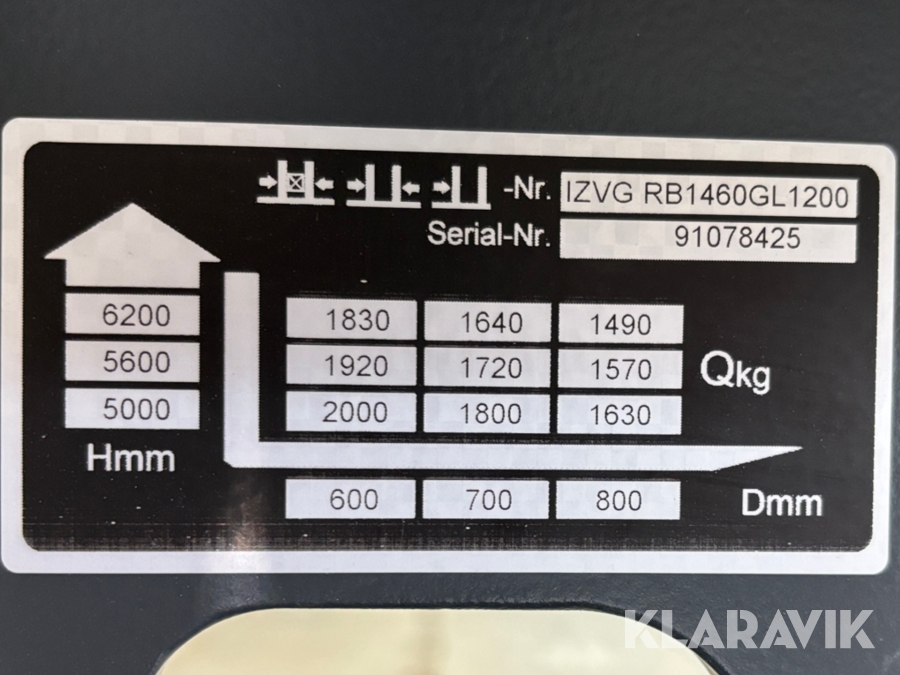 -Nr. IZVG RB1460GL1200
Serial-Nr. 91078425
6200 1830 1640 1490
5600 1920 1720 1570 Qkg
5000 2000 1800 1630
Hmm
600 700 800 Dmm
KLARAVIK